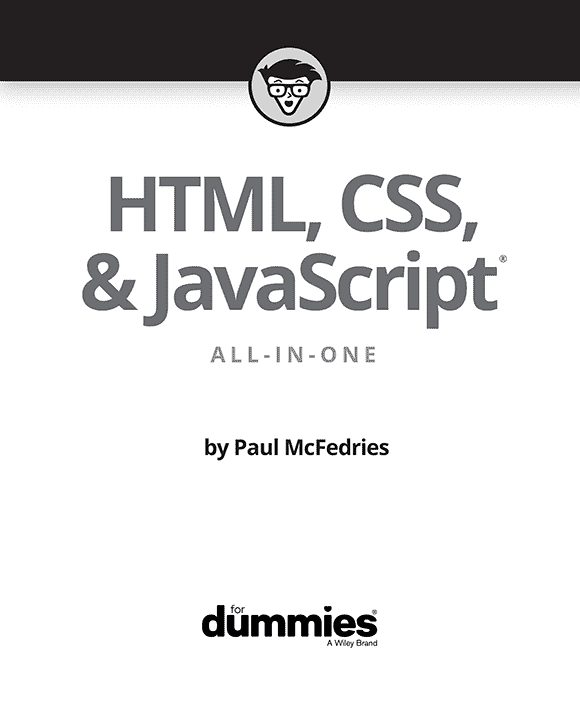 HTML, CSS,
& JavaScript®
ALL-IN-ONE
by Paul McFedries
for
dummies®
A Wiley Brand